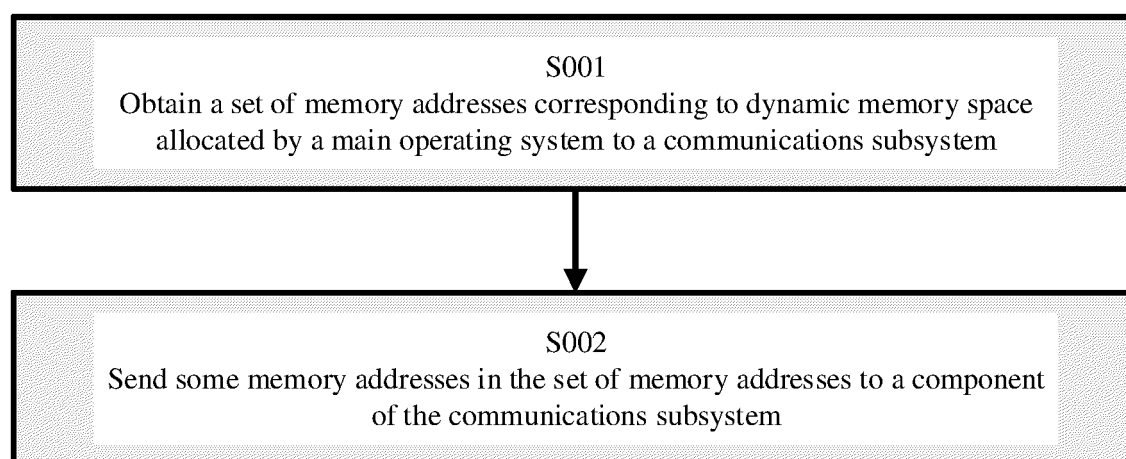 S001
Obtain a set of memory addresses corresponding to dynamic memory space
allocated by a main operating system to a communications subsystem
S002
Send some memory addresses in the set of memory addresses to a component
of the communications subsystem